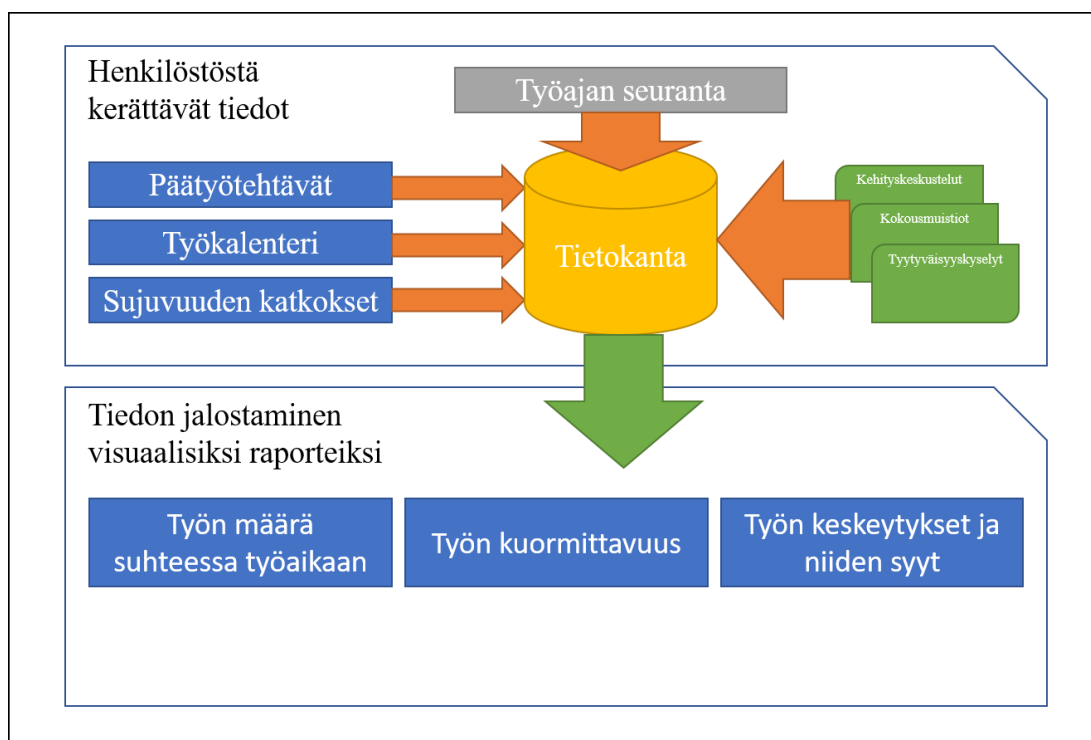 Henkilöstöstä
kerättävät tiedot
Työajan seuranta
Päätyötehtävät
Työkalenteri
Sujuvuuden katkokset
Tietokanta
Kehityskeskustelut
Kokousmuistiot
Tyytyväisyyskyselyt
Tiedon jalostaminen
visuaalisiksi raporteiksi
Työn määrä
suhteessa työaikaan
Työn kuormittavuus
Työn keskeytykset ja
niiden syyt